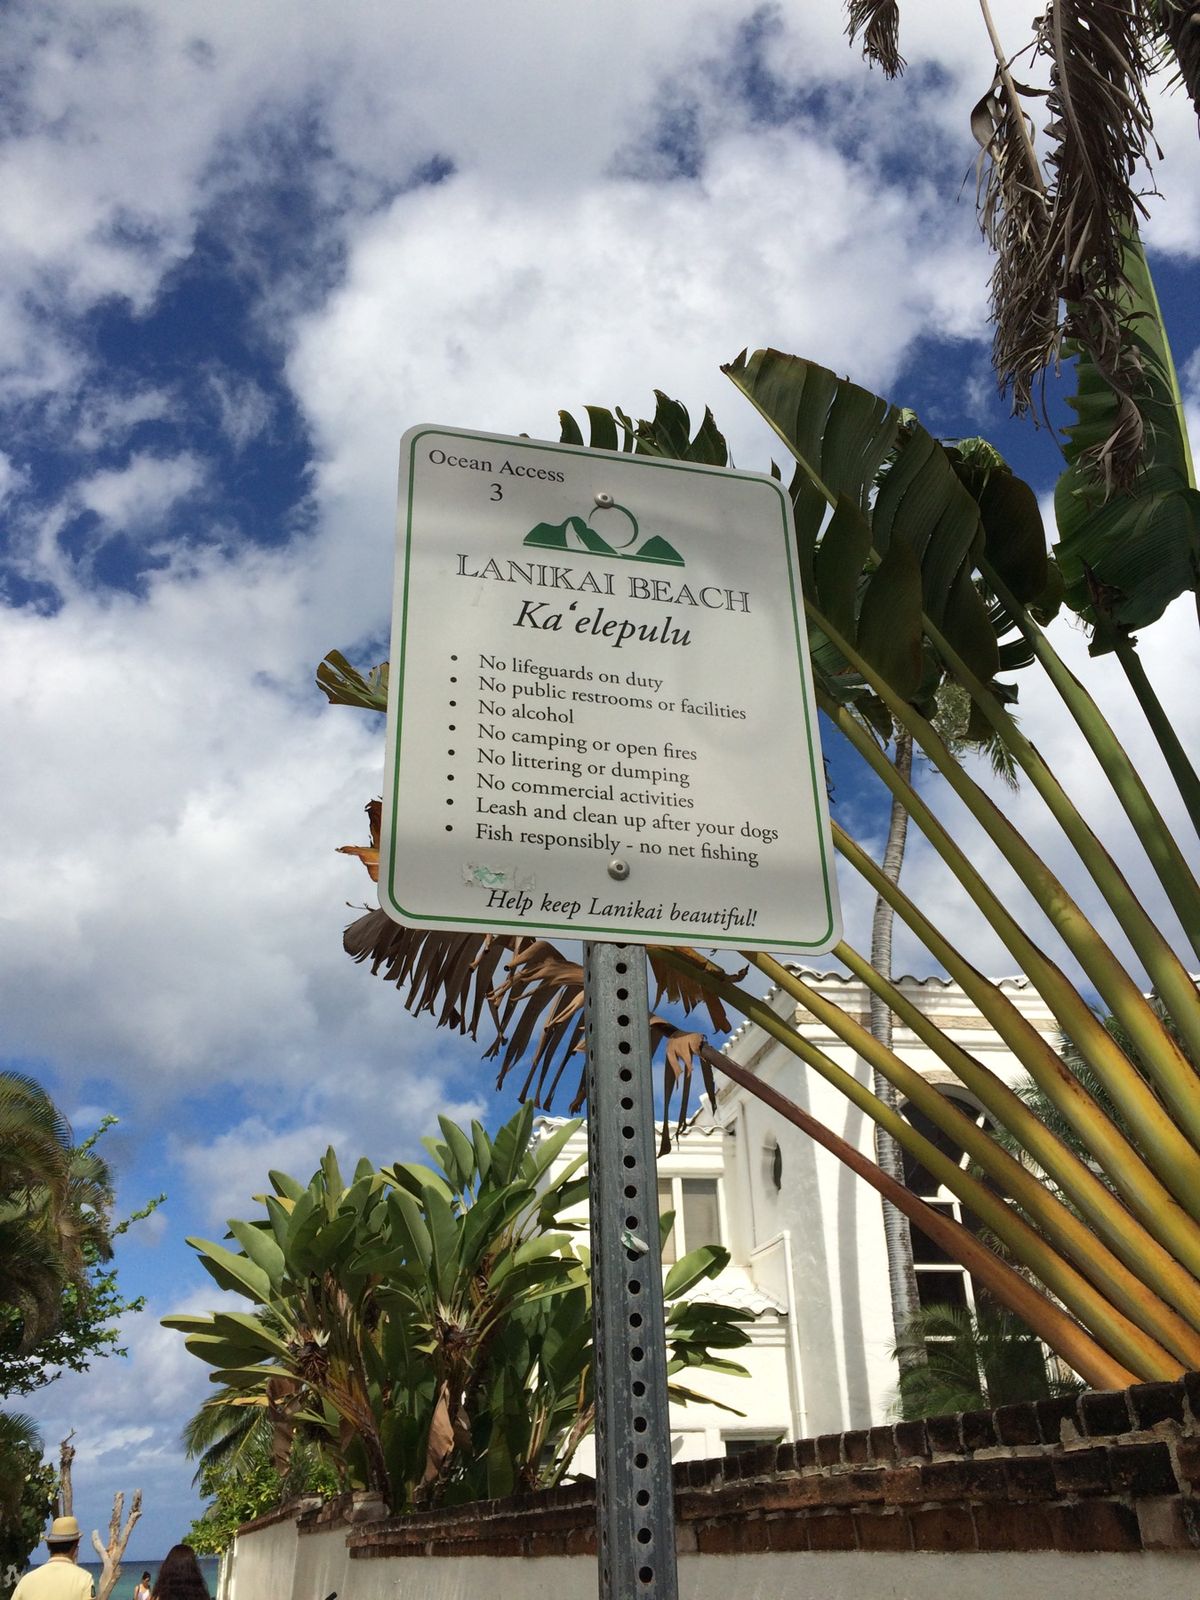 Ocean Access
3
LANIKAI BEACH
Kaʻelepulu
• No lifeguards on duty
• No public restrooms or facilities
• No alcohol
• No camping or open fires
• No littering or dumping
• No commercial activities
• Leash and clean up after your dogs
• Fish responsibly - no net fishing
Help keep Lanikai beautiful!